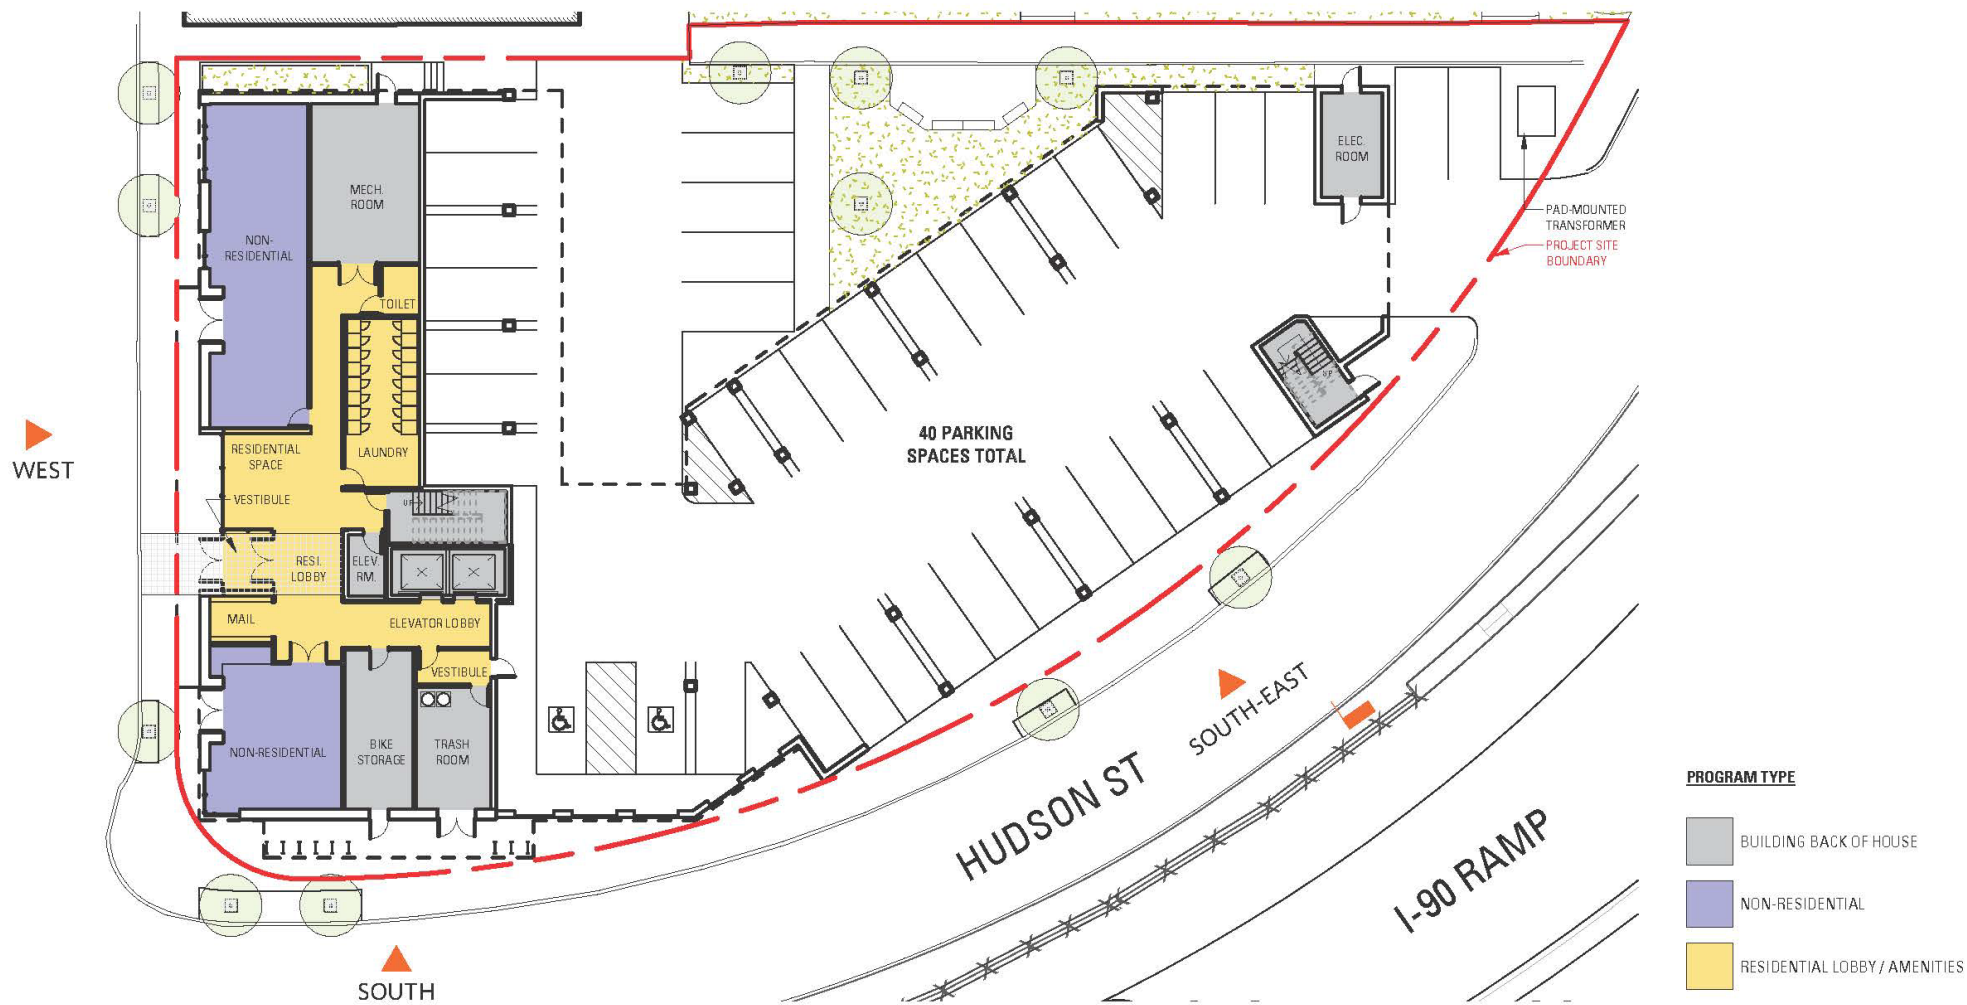 MECH.
ROOM
NON-
RESIDENTIAL
TOILET
ELEC.
ROOM
PAD-MOUNTED
TRANSFORMER
PROJECT SITE
BOUNDARY
UP
WEST
RESIDENTIAL
SPACE
LAUNDRY
40 PARKING
SPACES TOTAL
VESTIBULE
UP
RESI.
LOBBY
ELEV.
RM.
MAIL
ELEVATOR LOBBY
VESTIBULE
NON-RESIDENTIAL
BIKE
STORAGE
TRASH
ROOM
SOUTH-EAST
HUDSON ST
I-90 RAMP
SOUTH
PROGRAM TYPE
BUILDING BACK OF HOUSE
NON-RESIDENTIAL
RESIDENTIAL LOBBY / AMENITIES